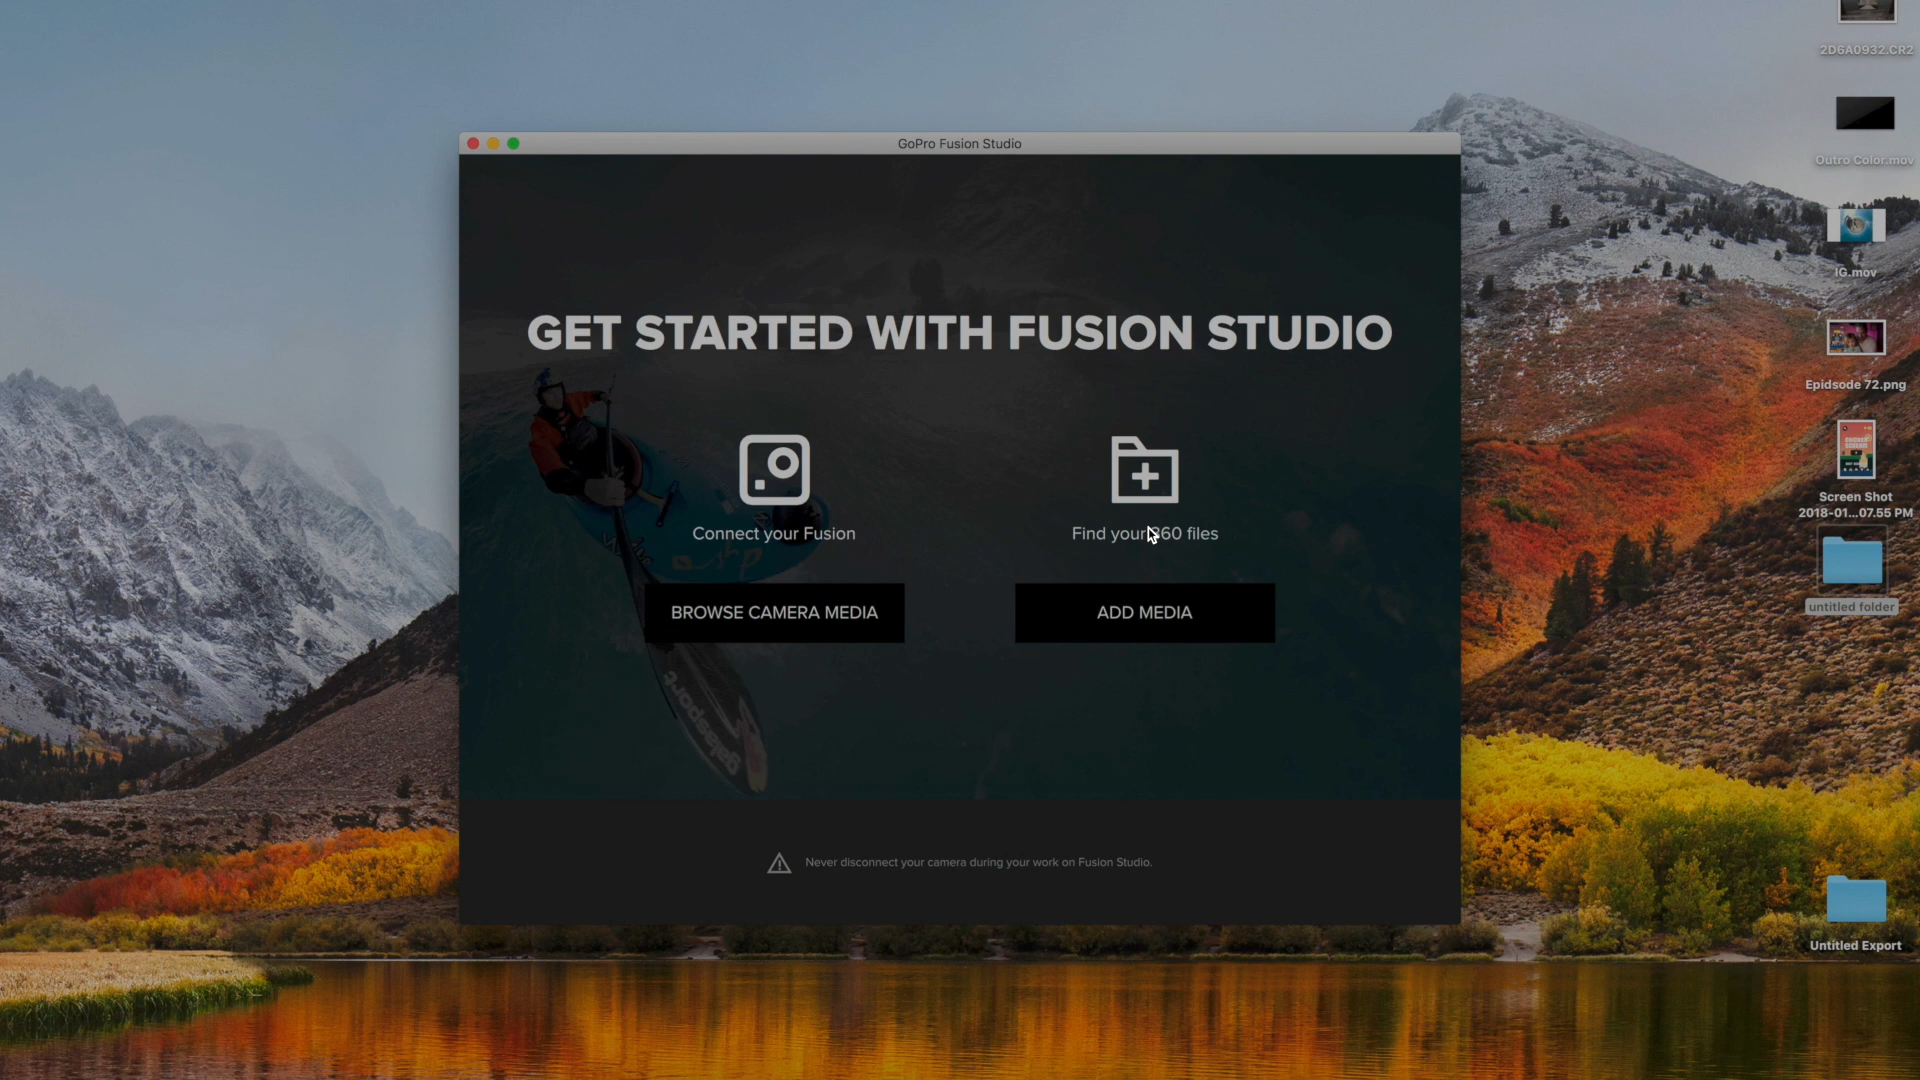 2D6A0932.CR2
GoPro Fusion Studio
Outro Color.mov
IG.mov
GET STARTED WITH FUSION STUDIO
Epidsode 72.png
Screen Shot
2018-01...07.55 PM
Connect your Fusion
Find your 360 files
BROWSE CAMERA MEDIA
ADD MEDIA
untitled folder
galasport
Never disconnect your camera during your work on Fusion Studio.
Untitled Export